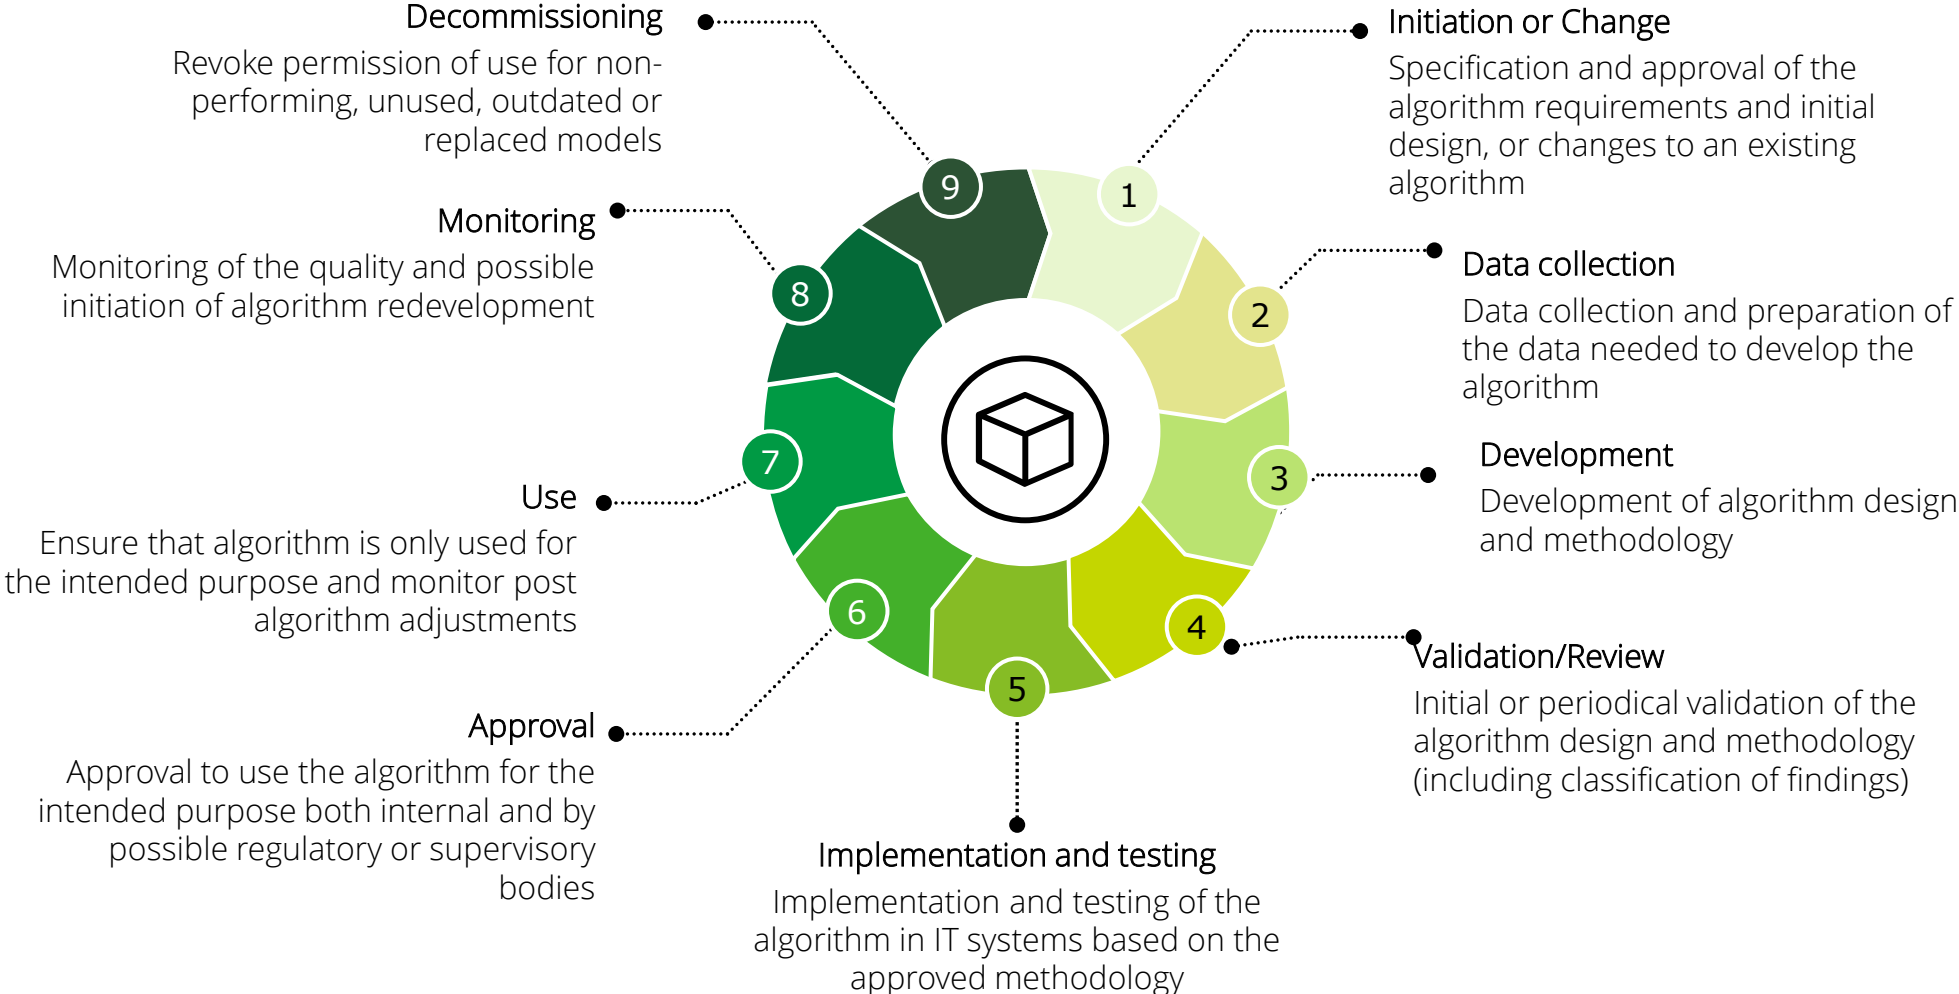 1
Initiation or Change
Specification and approval of the
algorithm requirements and initial
design, or changes to an existing
algorithm
2
Data collection
Data collection and preparation of
the data needed to develop the
algorithm
3
Development
Development of algorithm design
and methodology
4
Validation/Review
Initial or periodical validation of the
algorithm design and methodology
(including classification of findings)
5
Implementation and testing
Implementation and testing of the
algorithm in IT systems based on the
approved methodology
6
Approval
Approval to use the algorithm for the
intended purpose both internal and by
possible regulatory or supervisory
bodies
7
Use
Ensure that algorithm is only used for
the intended purpose and monitor post
algorithm adjustments
8
Monitoring
Monitoring of the quality and possible
initiation of algorithm redevelopment
9
Decommissioning
Revoke permission of use for non-
performing, unused, outdated or
replaced models